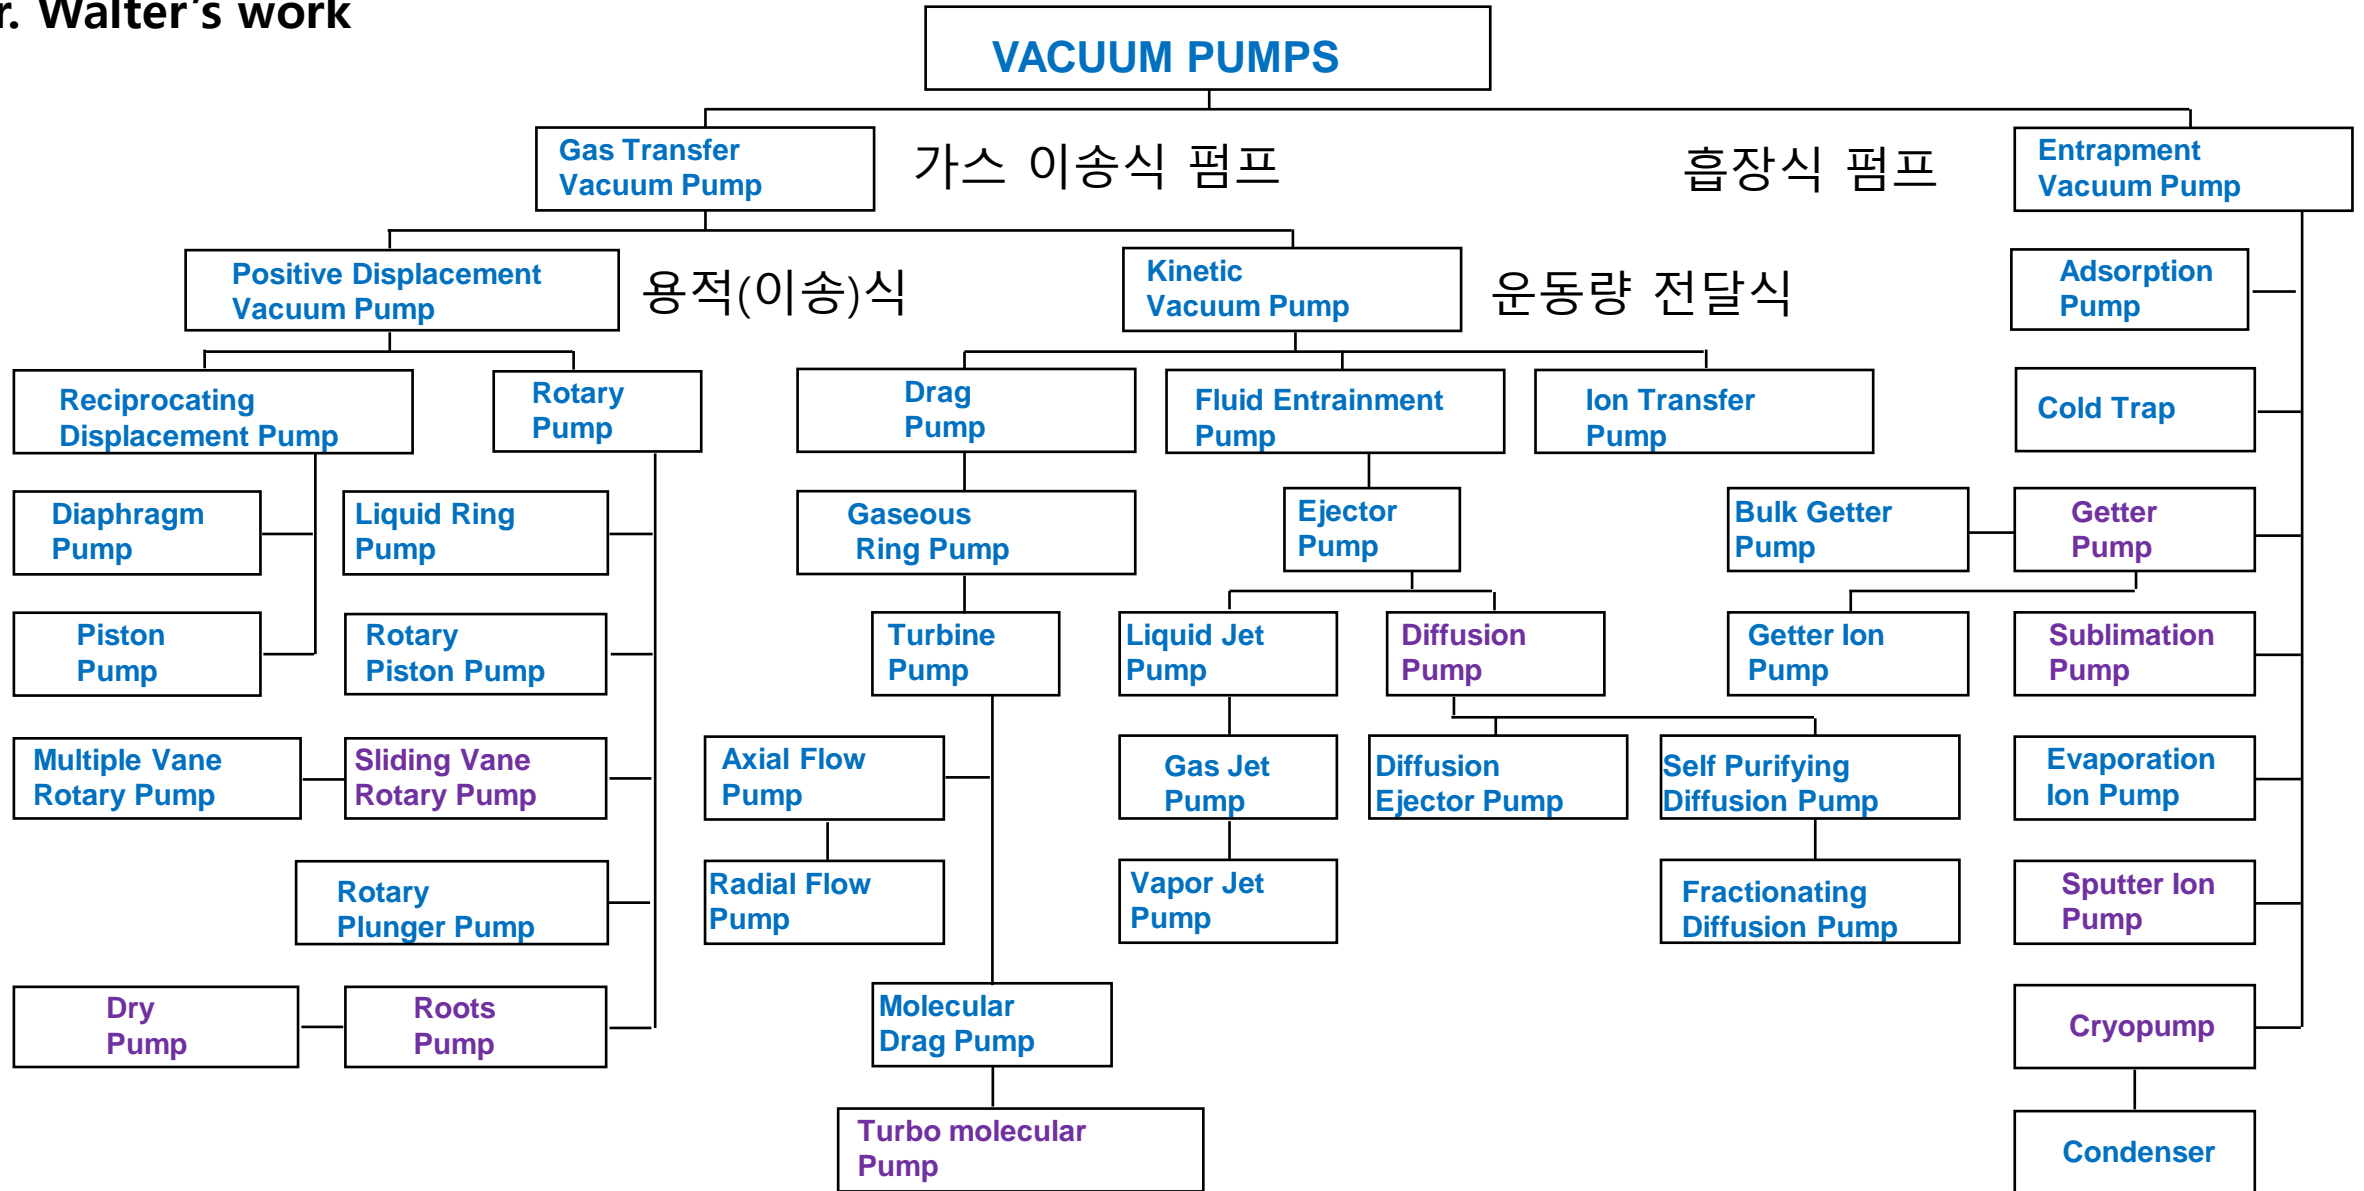 r. Walter's work
VACUUM PUMPS
Gas Transfer
Vacuum Pump
가스 이송식 펌프
흡장식 펌프
Entrapment
Vacuum Pump
Positive Displacement
Vacuum Pump
용적(이송)식
Kinetic
Vacuum Pump
운동량 전달식
Adsorption
Pump
Reciprocating
Displacement Pump
Rotary
Pump
Drag
Pump
Fluid Entrainment
Pump
Ion Transfer
Pump
Cold Trap
Diaphragm
Pump
Liquid Ring
Pump
Gaseous
Ring Pump
Ejector
Pump
Bulk Getter
Pump
Getter
Pump
Piston
Pump
Rotary
Piston Pump
Turbine
Pump
Liquid Jet
Pump
Diffusion
Pump
Getter Ion
Pump
Sublimation
Pump
Multiple Vane
Rotary Pump
Sliding Vane
Rotary Pump
Axial Flow
Pump
Gas Jet
Pump
Diffusion
Ejector Pump
Self Purifying
Diffusion Pump
Evaporation
Ion Pump
Rotary
Plunger Pump
Radial Flow
Pump
Vapor Jet
Pump
Fractionating
Diffusion Pump
Sputter Ion
Pump
Dry
Pump
Roots
Pump
Molecular
Drag Pump
Cryopump
Turbo molecular
Pump
Condenser